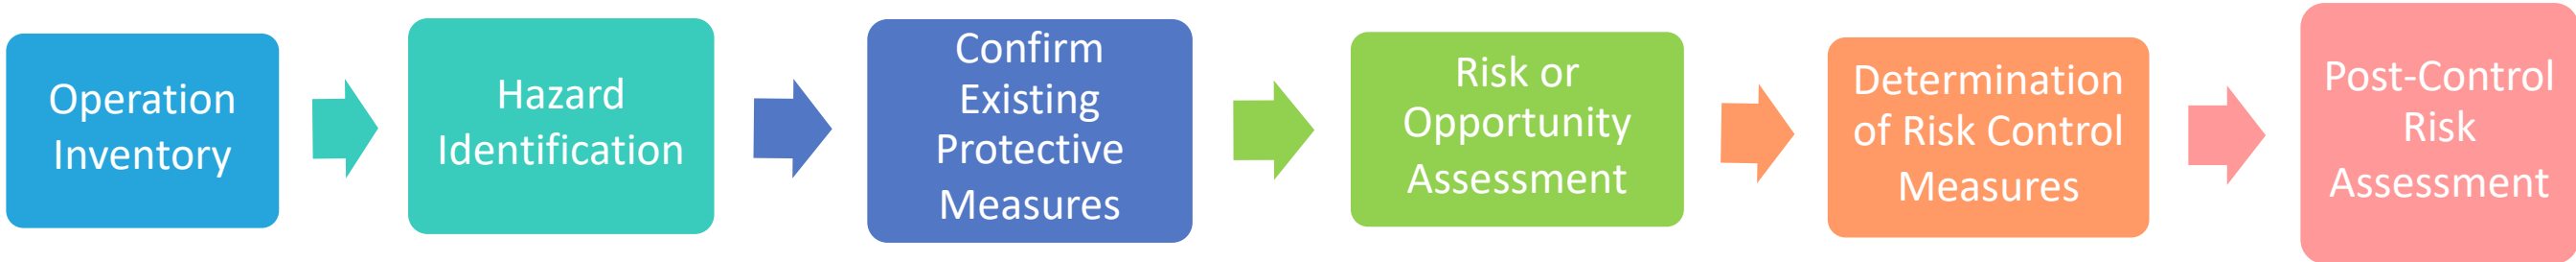 Operation
Inventory
Hazard
Identification
Confirm
Existing
Protective
Measures
Risk or
Opportunity
Assessment
Determination
of Risk Control
Measures
Post-Control
Risk
Assessment